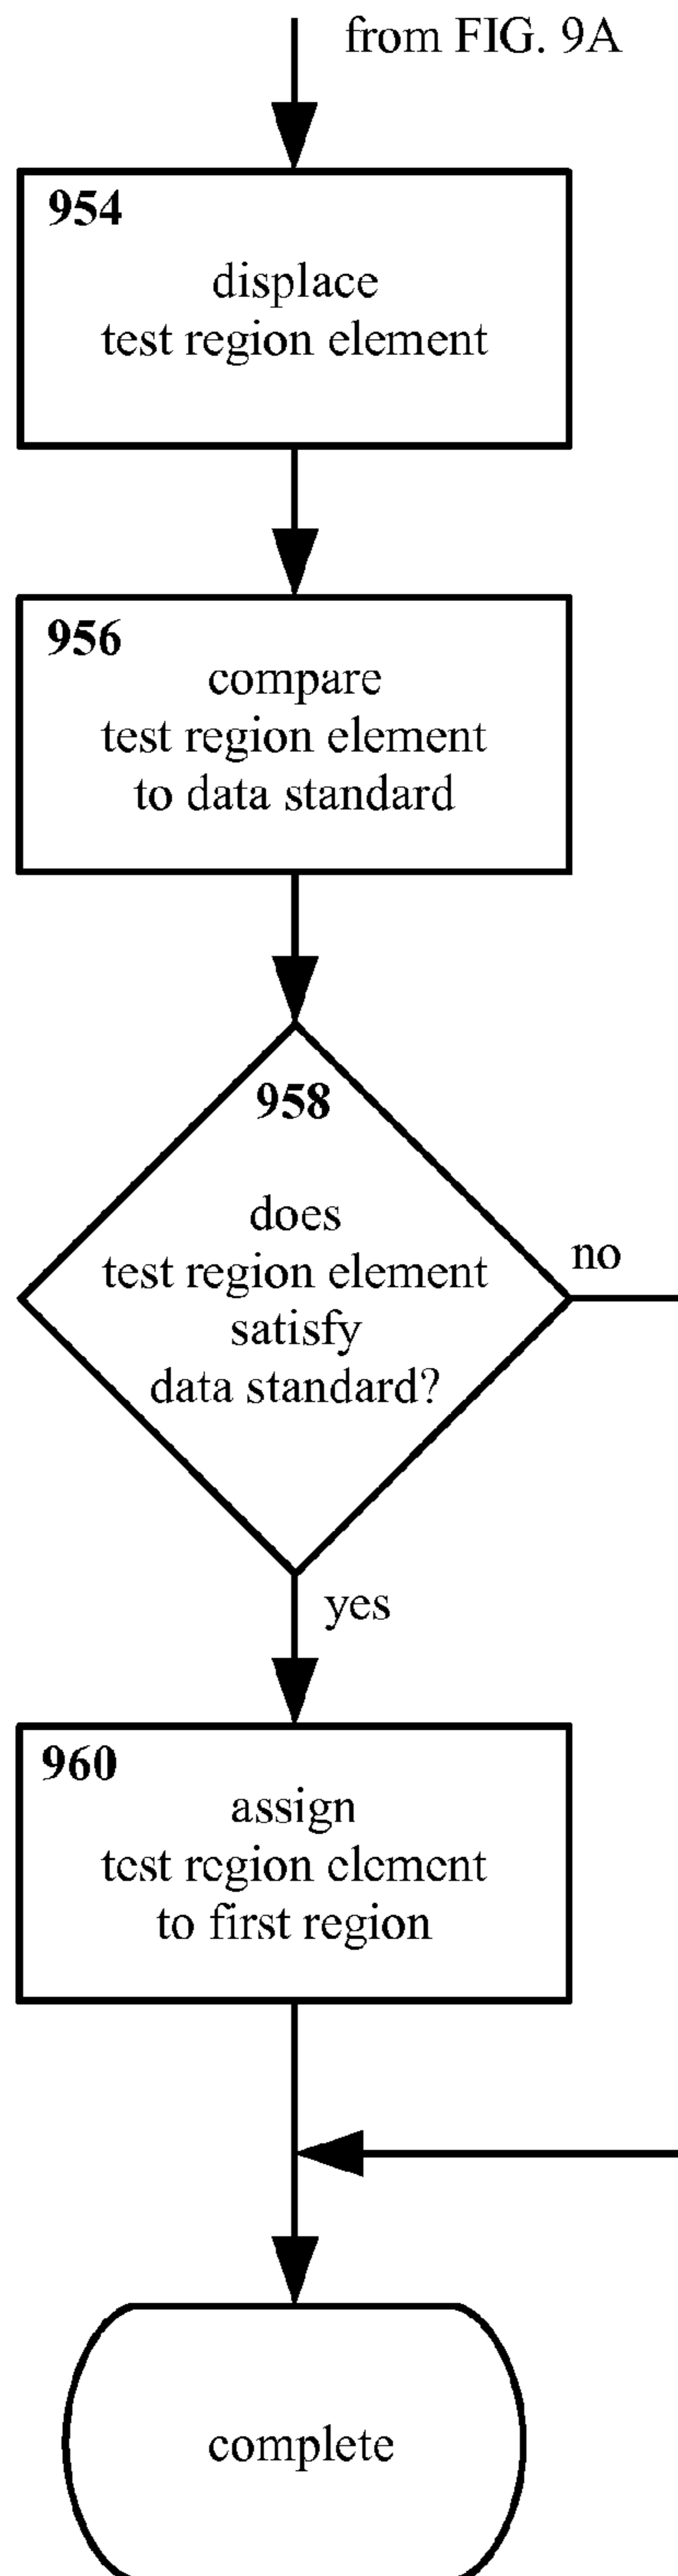 from FIG. 9A
954
displace
test region element
956
compare
test region element
to data standard
958
does
test region element
satisfy
data standard?
no
yes
960
assign
test region element
to first region
complete